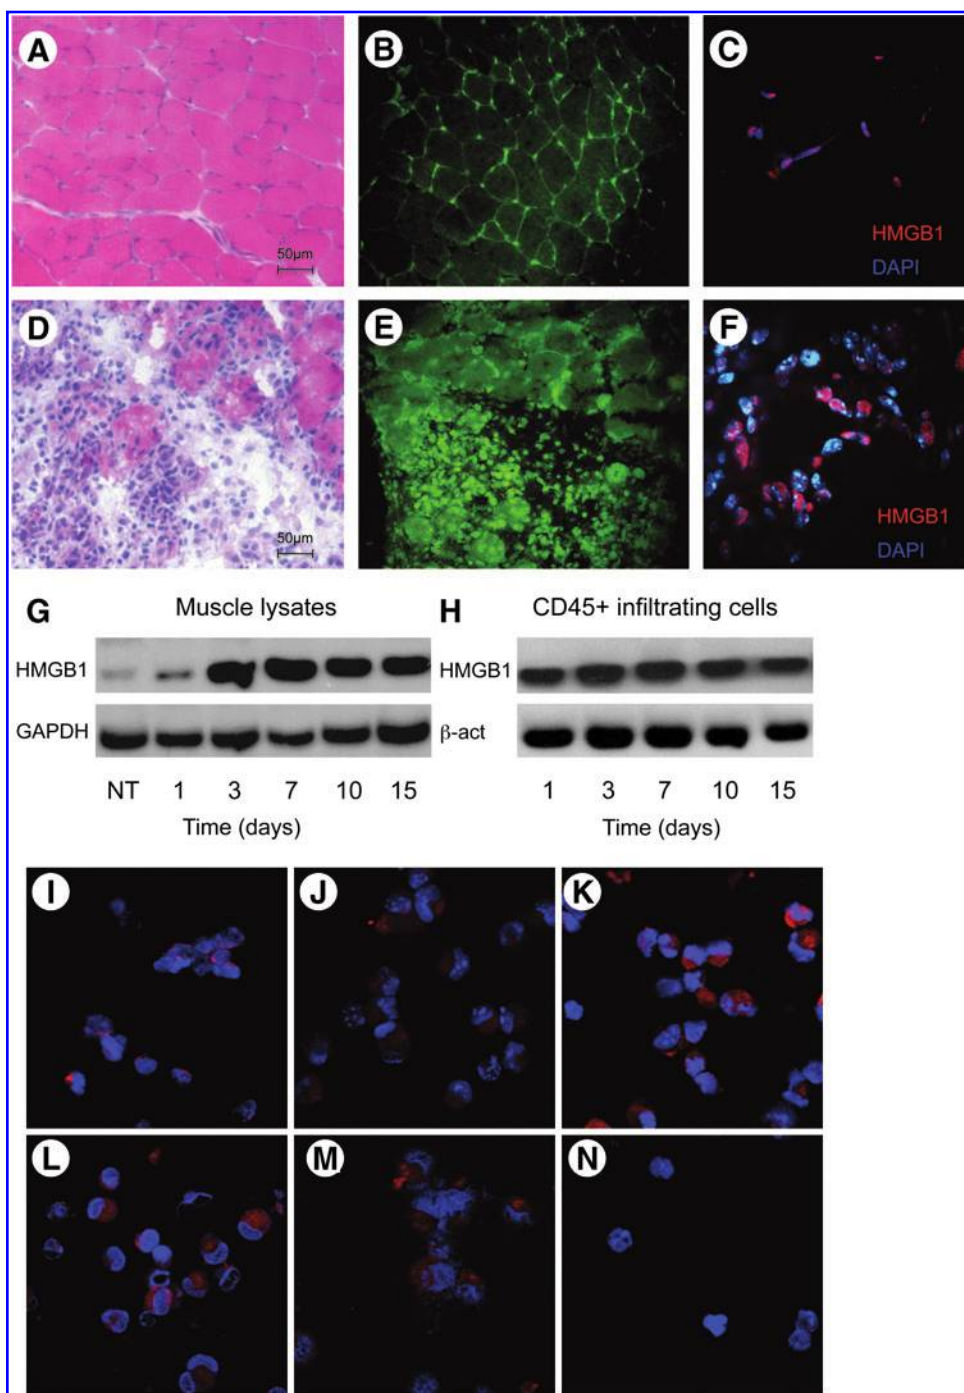 A
B
C
50μm
HMGB1
DAPI
D
E
F
50μm
HMGB1
DAPI
G Muscle lysates
H CD45+ infiltrating cells
HMGB1
HMGB1
GAPDH
β-act
NT 1 3 7 10 15
1 3 7 10 15
Time (days)
Time (days)
I
J
K
L
M
N